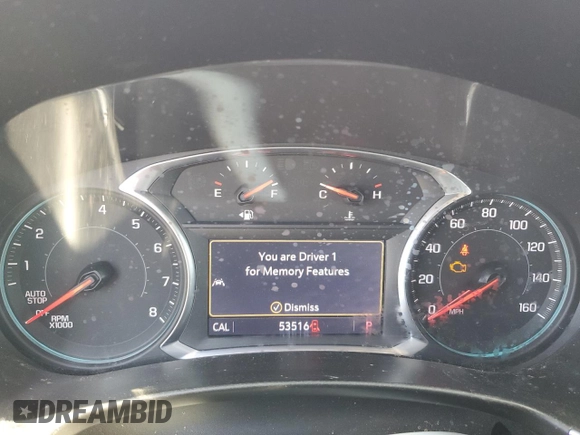 E F
C H
1 2 3 4 5 6 7 8
AUTO
STOP
OFF
RPM
X1000
You are Driver 1
for Memory Features
Dismiss
CAL 53516 P
0 20 40 60 80 100 120 140 160
MPH
DREAMBID